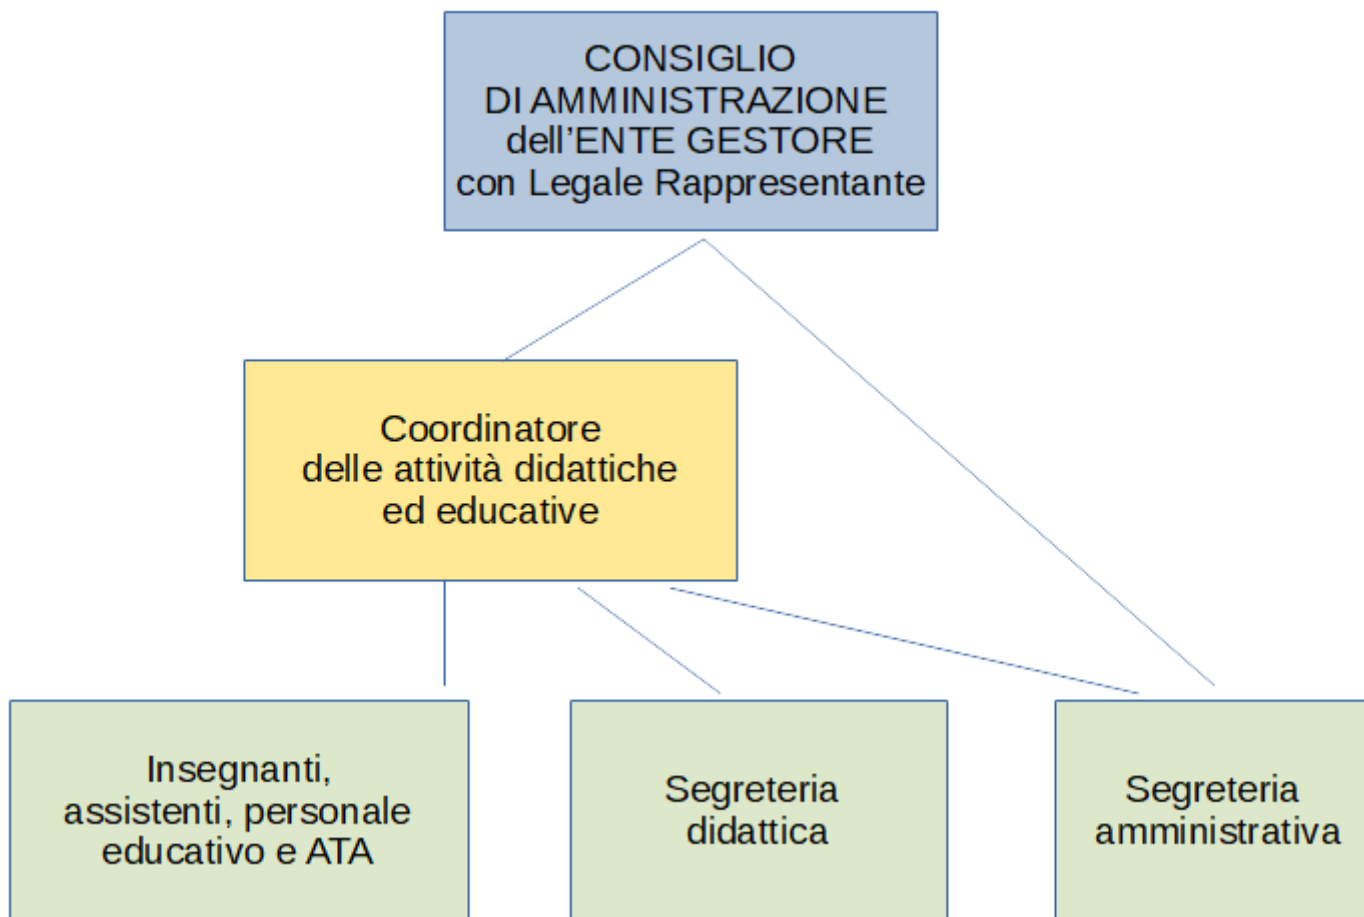 CONSIGLIO
DI AMMINISTRAZIONE
dell’ENTE GESTORE
con Legale Rappresentante
Coordinatore
delle attività didattiche
ed educative
Insegnanti,
assistenti, personale
educativo e ATA
Segreteria
didattica
Segreteria
amministrativa